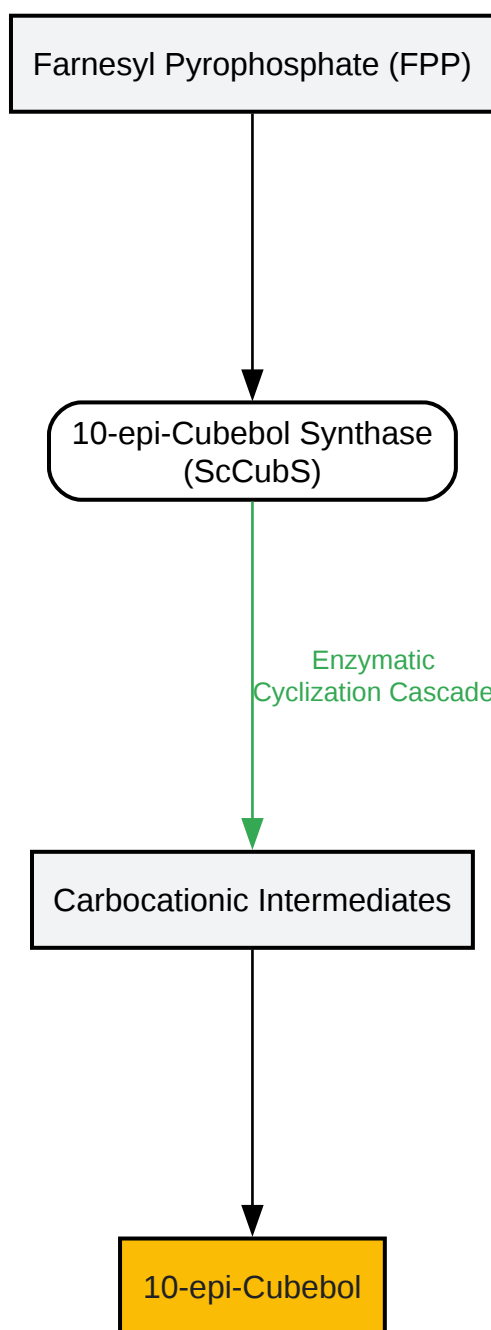 Farnesyl Pyrophosphate (FPP)
10-epi-Cubebol Synthase
(ScCubS)
Enzymatic
Cyclization Cascade
Carbocationic Intermediates
10-epi-Cubebol